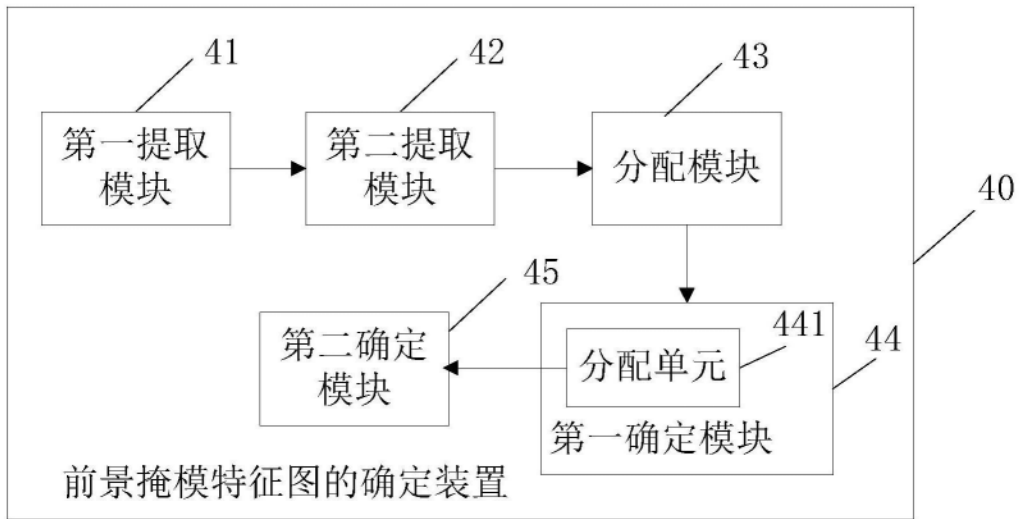 41
42
43
第一提取
模块
第二提取
模块
分配模块
40
45
441
44
第二确定
模块
分配单元
第一确定模块
前景掩模特征图的确定装置